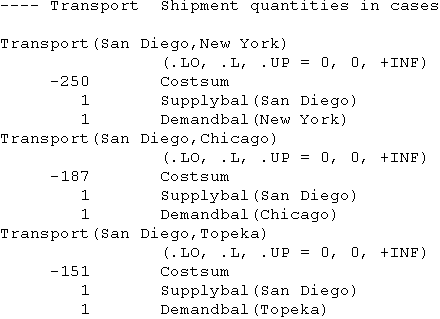 ---- Transport  Shipment quantities in cases
Transport(San Diego,New York)
(.LO, .L, .UP = 0, 0, +INF)
-250 Costsum
1 Supplybal(San Diego)
1 Demandbal(New York)
Transport(San Diego,Chicago)
(.LO, .L, .UP = 0, 0, +INF)
-187 Costsum
1 Supplybal(San Diego)
1 Demandbal(Chicago)
Transport(San Diego,Topeka)
(.LO, .L, .UP = 0, 0, +INF)
-151 Costsum
1 Supplybal(San Diego)
1 Demandbal(Topeka)